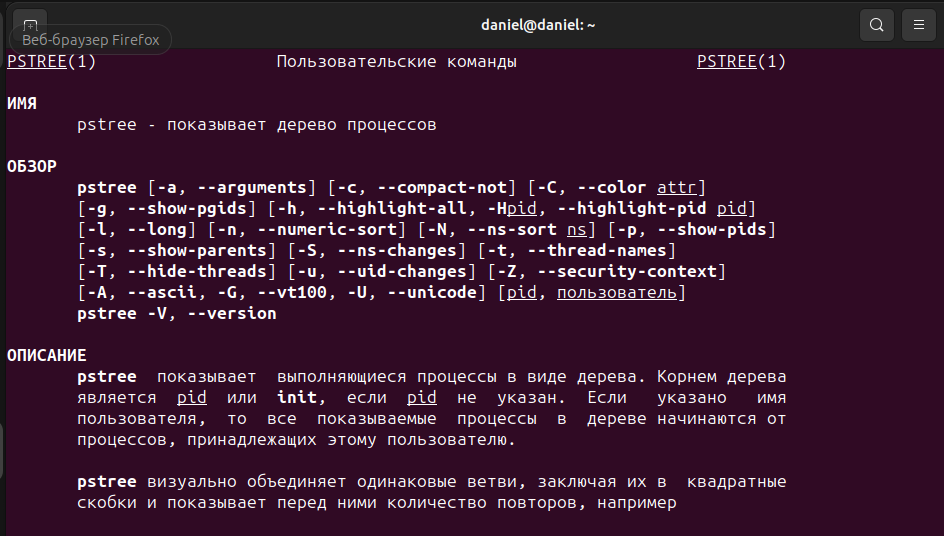 daniel@daniel: ~
Веб-браузер Firefox
PSTREE(1) Пользовательские команды PSTREE(1)
ИМЯ
pstree - показывает дерево процессов
ОБЗОР
pstree [-a, --arguments] [-c, --compact-not] [-C, --color attr]
[-g, --show-pgids] [-h, --highlight-all, -Hpid, --highlight-pid pid]
[-l, --long] [-n, --numeric-sort] [-N, --ns-sort ns] [-p, --show-pids]
[-s, --show-parents] [-S, --ns-changes] [-t, --thread-names]
[-T, --hide-threads] [-u, --uid-changes] [-Z, --security-context]
[-A, --ascii, -G, --vt100, -U, --unicode] [pid, пользователь]
pstree -V, --version
ОПИСАНИЕ
pstree показывает выполняющиеся процессы в виде дерева. Корнем дерева
является pid или init, если pid не указан. Если указано имя
пользователя, то все показываемые процессы в дереве начинаются от
процессов, принадлежащих этому пользователю.
pstree визуально объединяет одинаковые ветви, заключая их в квадратные
скобки и показывает перед ними количество повторов, например